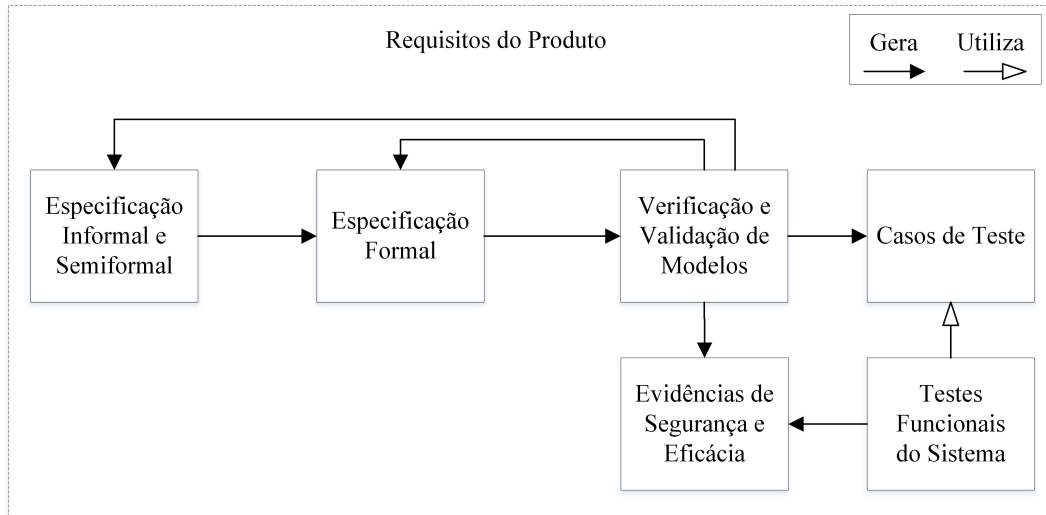 Requisitos do Produto
Gera
Utiliza
Especificação
Informal e
Semiformal
Especificação
Formal
Verificação e
Validação de
Modelos
Casos de Teste
Evidências de
Segurança e
Eficácia
Testes
Funcionais
do Sistema